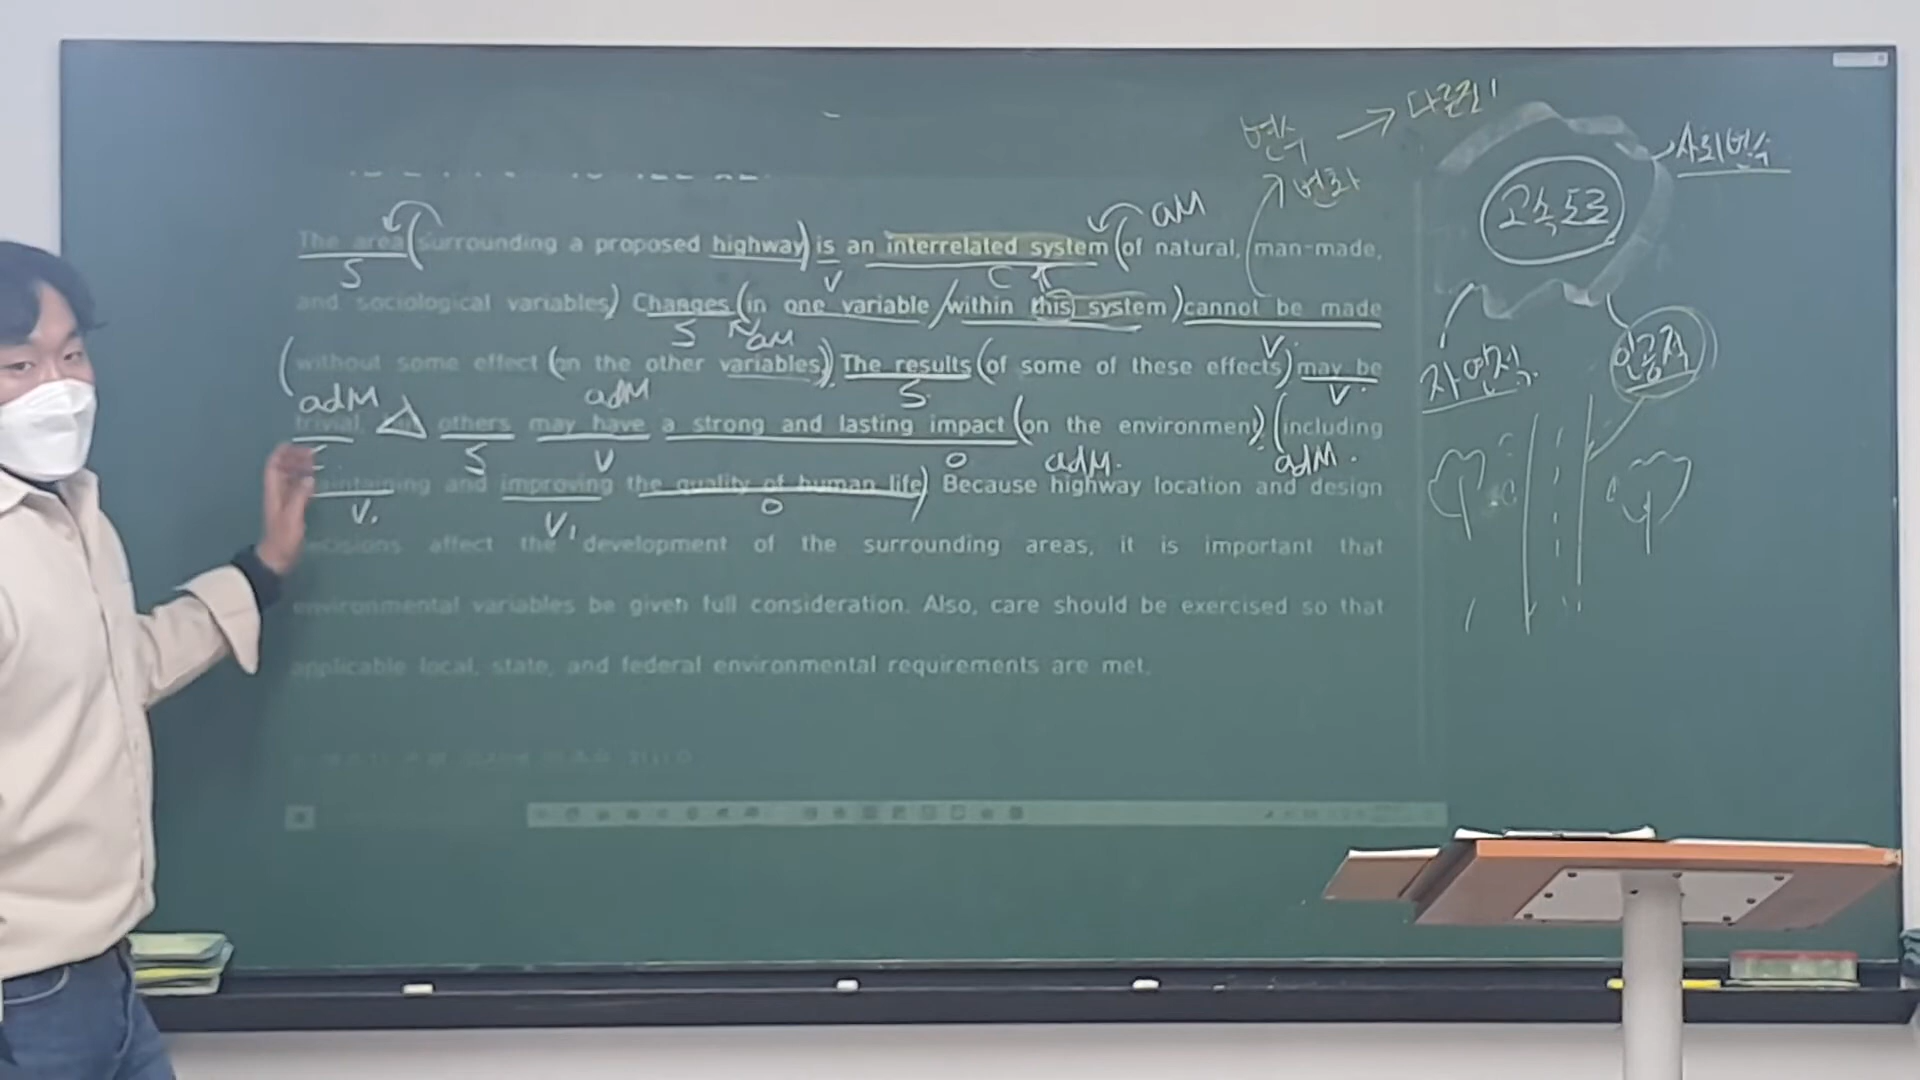 변수 → 다른 변수
변화
사회변수
고속도로
aM
The area (surrounding a proposed highway) is an interrelated system (of natural, man-made,
S V C
and sociological variables) Changes (in one variable / within this system) cannot be made
S aM V
(without some effect (on the other variables)) The results (of some of these effects) may be
adM adM S V.
trivial, others may have a strong and lasting impact (on the environment) (including
S V O adM. adM.
maintaining and improving the quality of human life) Because highway location and design
V. V. O
decisions affect the development of the surrounding areas, it is important that
environmental variables be given full consideration. Also, care should be exercised so that
applicable local, state, and federal environmental requirements are met.
자연적.
인공적